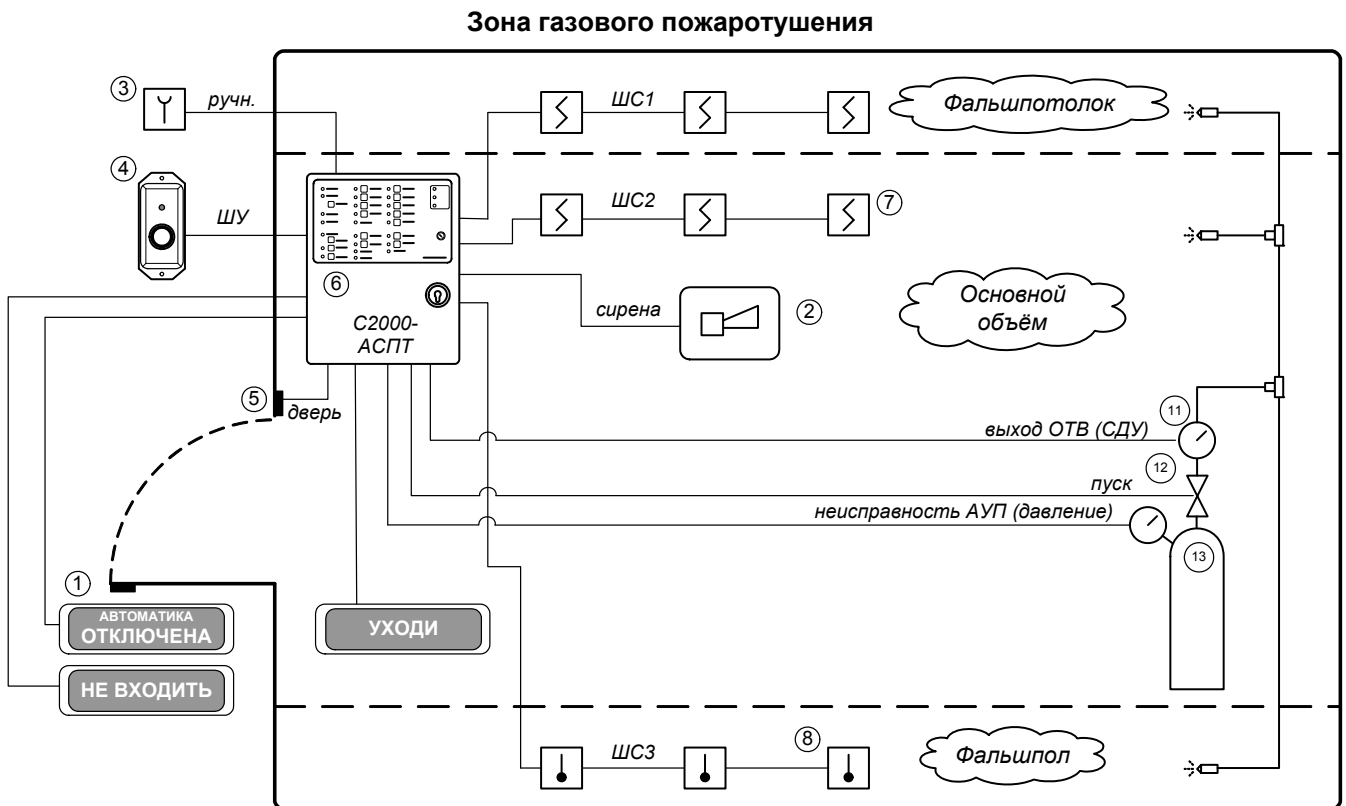 Зона газового пожаротушения
3
ручн.
ШС1
Фальшпотолок
4
ШУ
ШС2
7
6
С2000-
АСПТ
сирена
2
Основной
объём
5
дверь
11
выход ОТВ (СДУ)
12
пуск
неисправность АУП (давление)
13
1
АВТОМАТИКА
ОТКЛЮЧЕНА
УХОДИ
НЕ ВХОДИТЬ
ШС3
8
Фальшпол